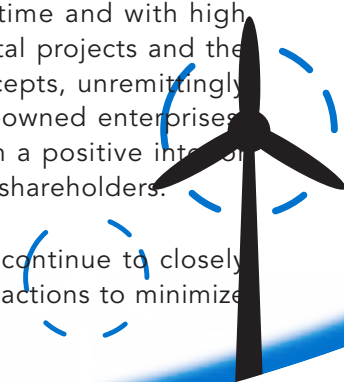 time and with high
tal projects and the
cepts, unremittingly
owned enterprises
n a positive
shareholders.
continue to closely
actions to minimize